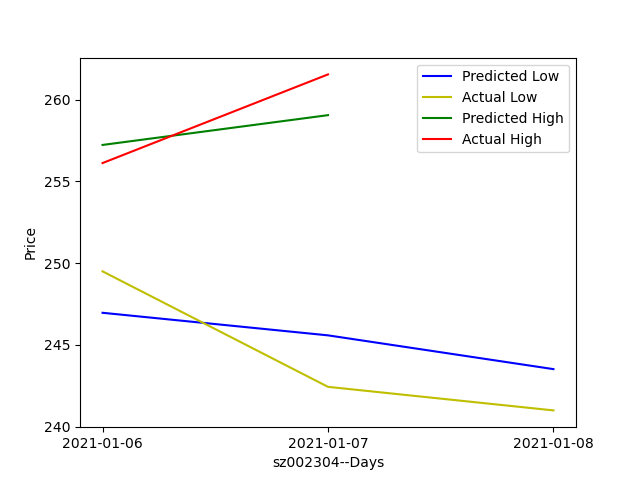 Predicted Low
Actual Low
Predicted High
Actual High
260
255
250
245
240
Price
2021-01-06
2021-01-07
2021-01-08
sz002304--Days